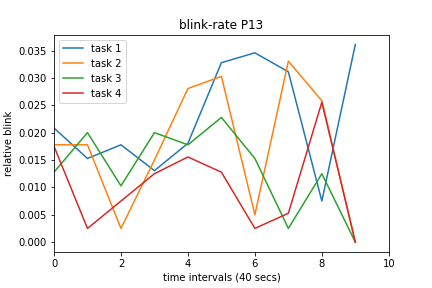 blink-rate P13
task 1
task 2
task 3
task 4
relative blink
0.035
0.030
0.025
0.020
0.015
0.010
0.005
0.000
0 2 4 6 8 10
time intervals (40 secs)